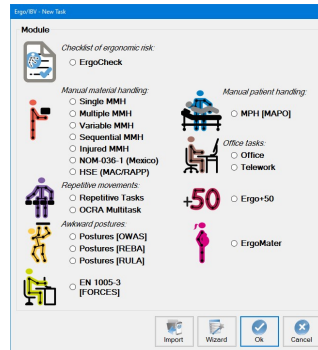 Ergo/IBV - New Task
Module
Checklist of ergonomic risk:
ErgoCheck
Manual material handling:
Single MMH
Multiple MMH
Variable MMH
Sequential MMH
Injured MMH
NOM-036-1 (Mexico)
HSE (MAC/RAPP)
Repetitive movements:
Repetitive Tasks
OCRA Multitask
Awkward postures:
Postures [OWAS]
Postures [REBA]
Postures [RULA]
EN 1005-3
[FORCES]
Manual patient handling:
MPH [MAPO]
Office tasks:
Office
Telework
+50
Ergo+50
ErgoMater
Import
Wizard
Ok
Cancel